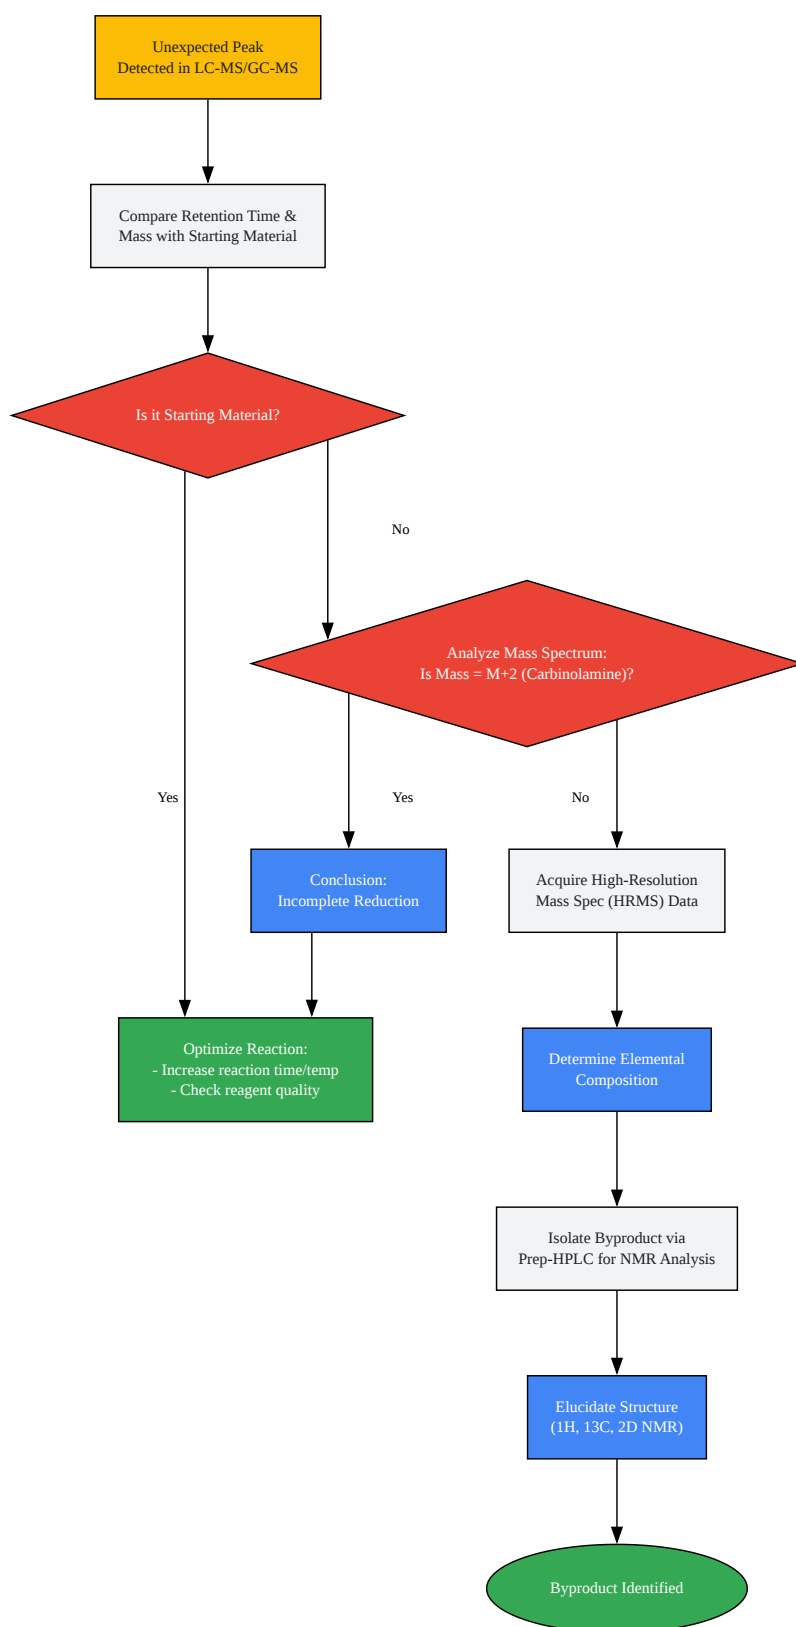 Unexpected Peak
Detected in LC-MS/GC-MS
Compare Retention Time &
Mass with Starting Material
Is it Starting Material?
No
Analyze Mass Spectrum:
Is Mass = M+2 (Carbinolamine)?
Yes
Yes
No
Conclusion:
Incomplete Reduction
Acquire High-Resolution
Mass Spec (HRMS) Data
Optimize Reaction:
- Increase reaction time/temp
- Check reagent quality
Determine Elemental
Composition
Isolate Byproduct via
Prep-HPLC for NMR Analysis
Elucidate Structure
(1H, 13C, 2D NMR)
Byproduct Identified